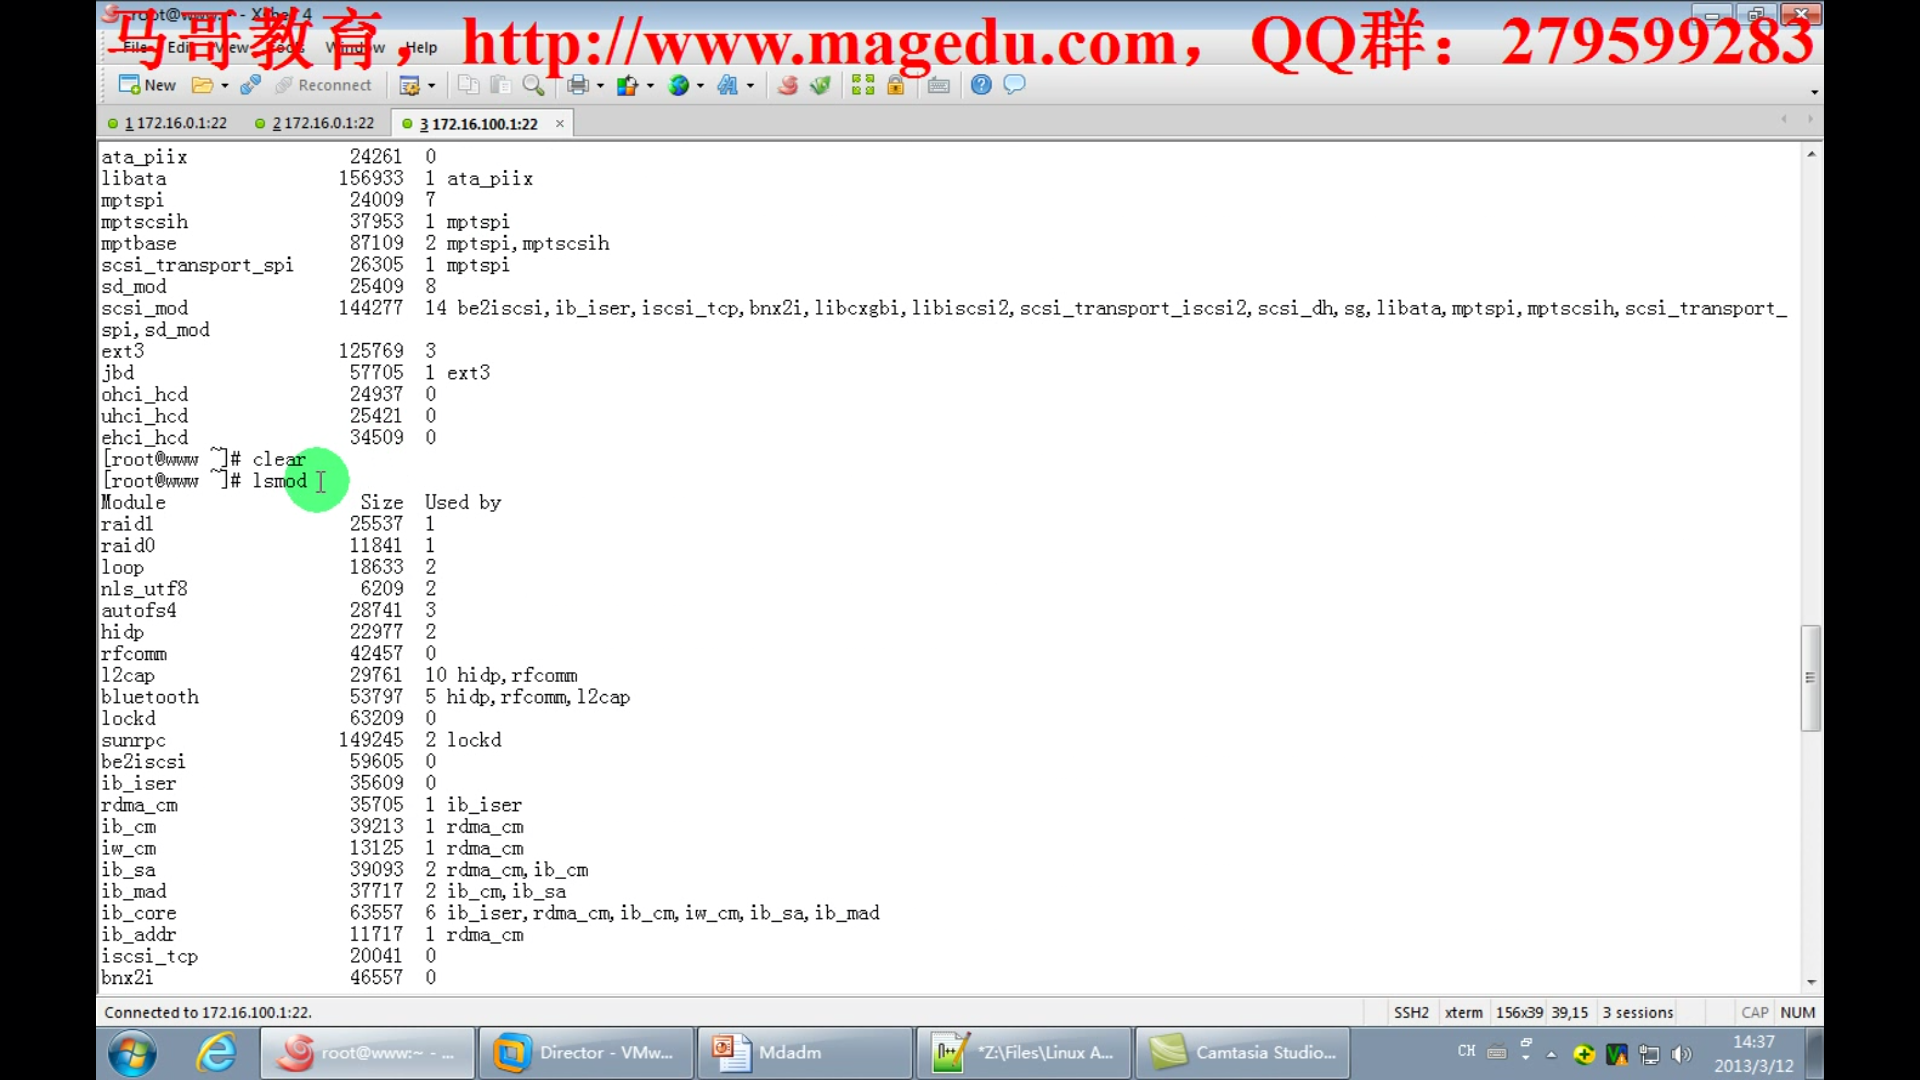 root@www:~ - Xshell 4
马哥教育，http://www.magedu.com，QQ群：279599283
File Edit View Tools Window Help
New Reconnect
1 172.16.0.1:22 2 172.16.0.1:22 3 172.16.100.1:22
ata_piix 24261 0
libata 156933 1 ata_piix
mptspi 24009 7
mptscsih 37953 1 mptspi
mptbase 87109 2 mptspi,mptscsih
scsi_transport_spi 26305 1 mptspi
sd_mod 25409 8
scsi_mod 144277 14 be2iscsi,ib_iser,iscsi_tcp,bnx2i,libcxgbi,libiscsi2,scsi_transport_iscsi2,scsi_dh,sg,libata,mptspi,mptscsih,scsi_transport_
spi,sd_mod
ext3 125769 3
jbd 57705 1 ext3
ohci_hcd 24937 0
uhci_hcd 25421 0
ehci_hcd 34509 0
[root@www ~]# clear
[root@www ~]# lsmod
Module Size Used by
raid1 25537 1
raid0 11841 1
loop 18633 2
nls_utf8 6209 2
autofs4 28741 3
hidp 22977 2
rfcomm 42457 0
l2cap 29761 10 hidp,rfcomm
bluetooth 53797 5 hidp,rfcomm,l2cap
lockd 63209 0
sunrpc 149245 2 lockd
be2iscsi 59605 0
ib_iser 35609 0
rdma_cm 35705 1 ib_iser
ib_cm 39213 1 rdma_cm
iw_cm 13125 1 rdma_cm
ib_sa 39093 2 rdma_cm,ib_cm
ib_mad 37717 2 ib_cm,ib_sa
ib_core 63557 6 ib_iser,rdma_cm,ib_cm,iw_cm,ib_sa,ib_mad
ib_addr 11717 1 rdma_cm
iscsi_tcp 20041 0
bnx2i 46557 0
Connected to 172.16.100.1:22. SSH2 xterm 156x39 39,15 3 sessions CAP NUM
root@www:~ - ... Director - VMw... Mdadm *Z:\Files\Linux A... Camtasia Studio... CH 14:37
2013/3/12